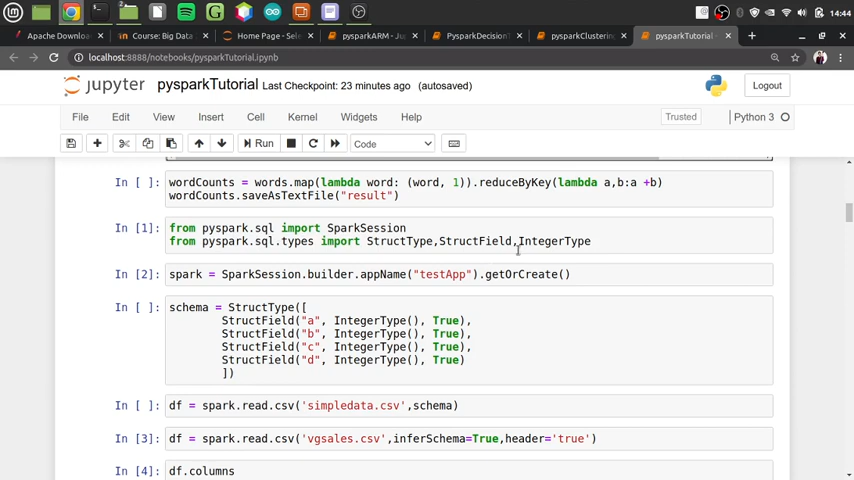 14:44
Apache Downloa
Course: Big Data
Home Page - Sele
pysparkARM - Ju
PysparkDecisionT
pysparkClustering
pysparkTutorial -
localhost:8888/notebooks/pysparkTutorial.ipynb
jupyter pysparkTutorial Last Checkpoint: 23 minutes ago (autosaved)
Logout
File Edit View Insert Cell Kernel Widgets Help
Trusted
Python 3
Run
Code
In [ ]: wordCounts = words.map(lambda word: (word, 1)).reduceByKey(lambda a,b:a +b)
wordCounts.saveAsTextFile("result")
In [1]: from pyspark.sql import SparkSession
from pyspark.sql.types import StructType,StructField,IntegerType
In [2]: spark = SparkSession.builder.appName("testApp").getOrCreate()
In [ ]: schema = StructType([
StructField("a", IntegerType(), True),
StructField("b", IntegerType(), True),
StructField("c", IntegerType(), True),
StructField("d", IntegerType(), True)
])
In [ ]: df = spark.read.csv('simpledata.csv',schema)
In [3]: df = spark.read.csv('vgsales.csv',inferSchema=True,header='true')
In [4]: df.columns